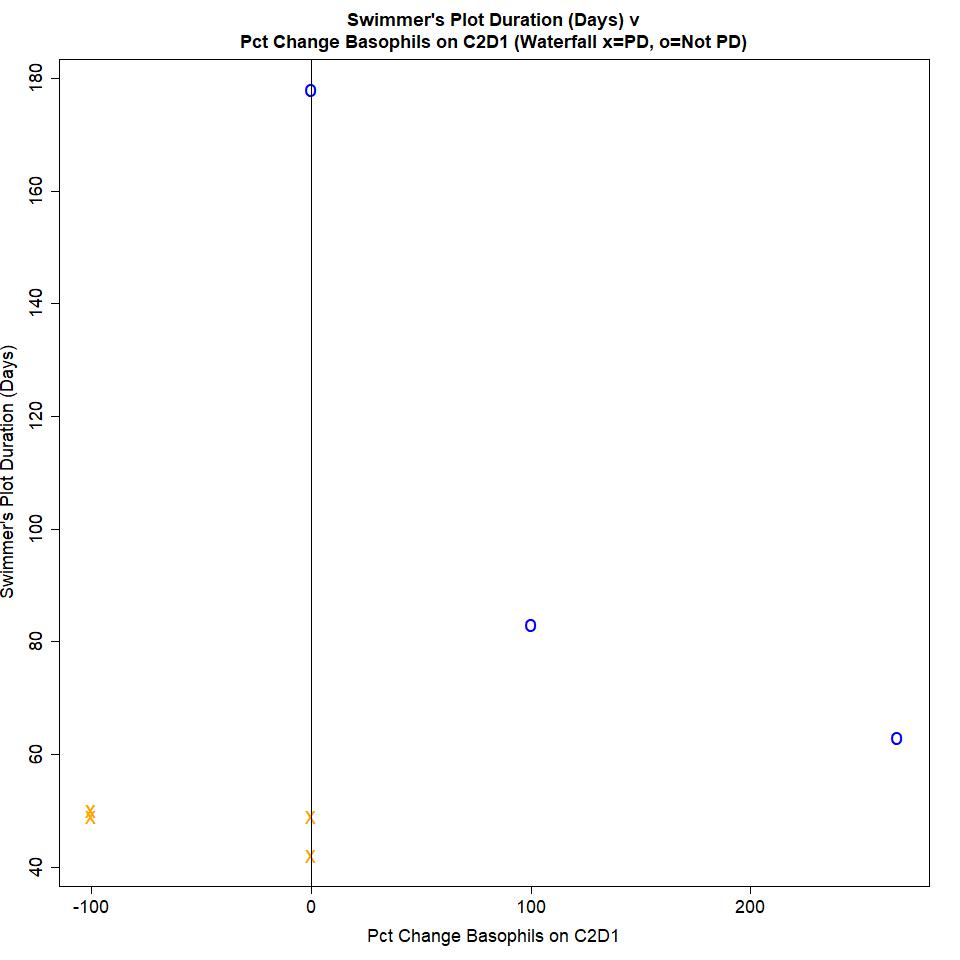 Swimmer's Plot Duration (Days) v
Pct Change Basophils on C2D1 (Waterfall x=PD, o=Not PD)
Swimmer's Plot Duration (Days)
180
160
140
120
100
80
60
40
O
O
O
X
X
X
X
-100 0 100 200
Pct Change Basophils on C2D1